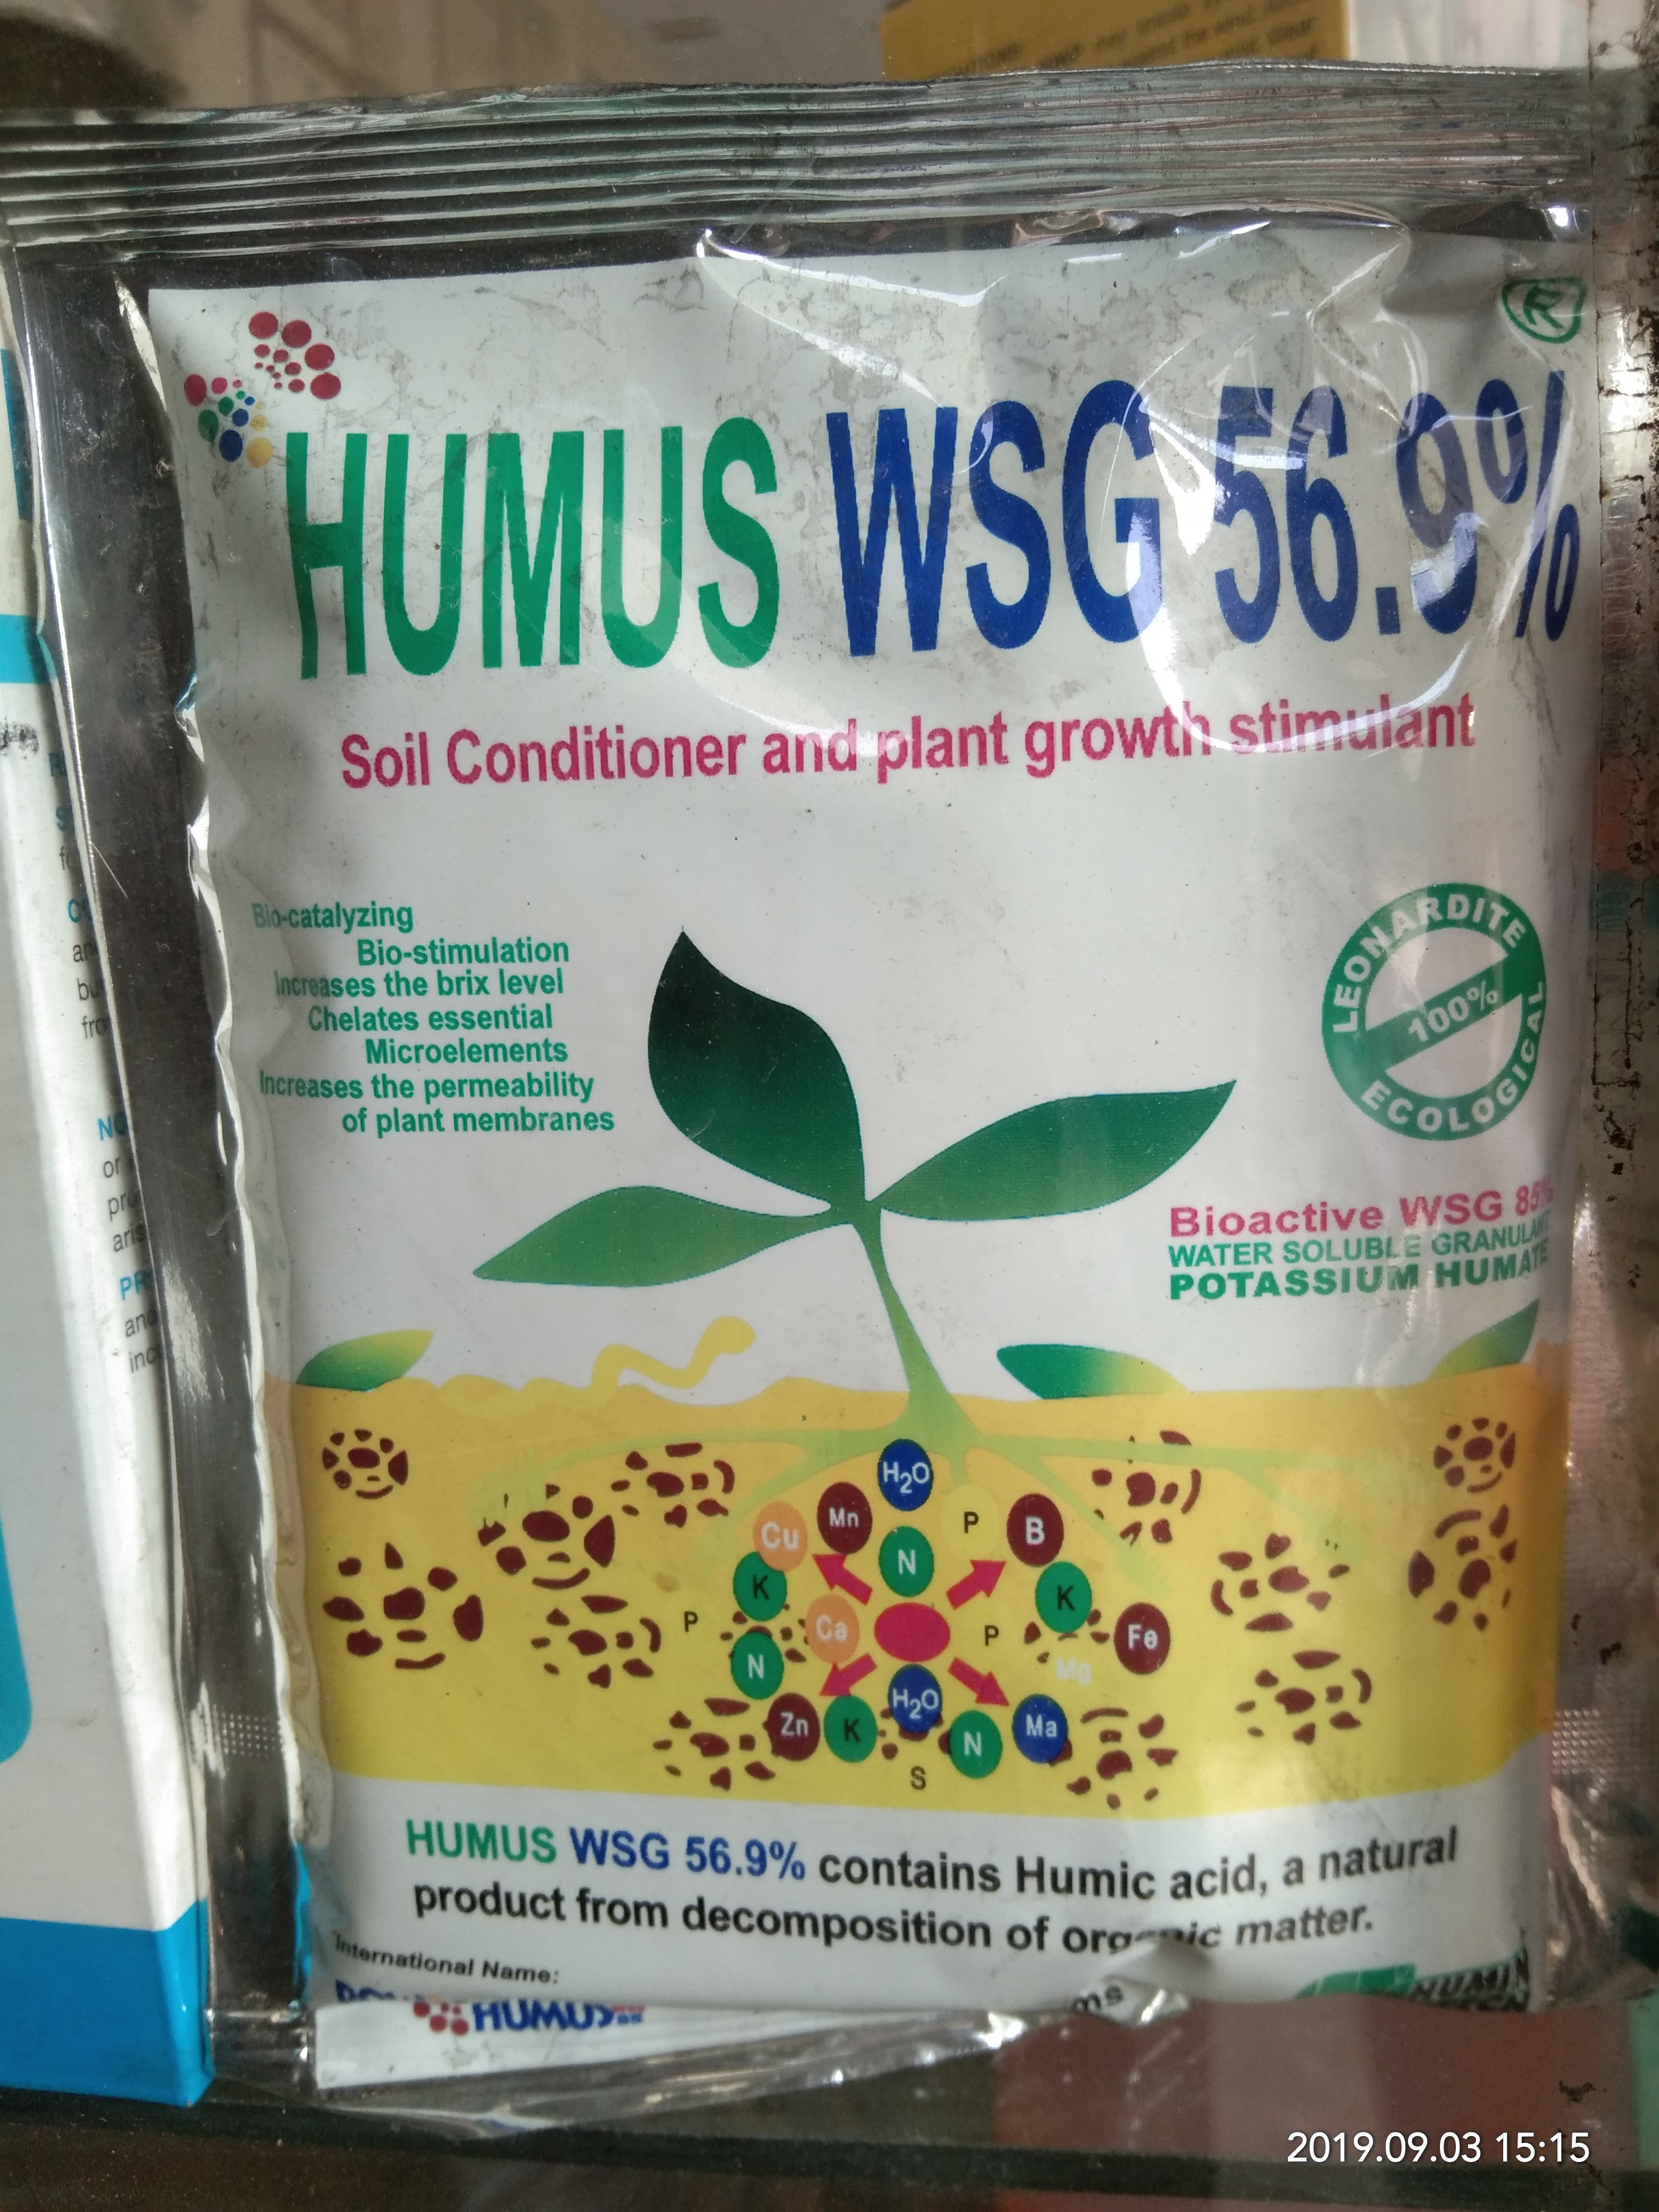 ®
HUMUS WSG 56.9%
Soil Conditioner and plant growth stimulant
Bio-catalyzing
Bio-stimulation
Increases the brix level
Chelates essential
Microelements
Increases the permeability
of plant membranes
LEONARDITE
100%
ECOLOGICAL
Bioactive WSG 85%
WATER SOLUBLE GRANULANT
POTASSIUM HUMATE
H₂O
Cu Mn P B
N
K K
P Ca P Fe
N Mg
H₂O
Zn K N Ma
S
HUMUS WSG 56.9% contains Humic acid, a natural
product from decomposition of organic matter.
International Name:
HUMUS
2019.09.03 15:15